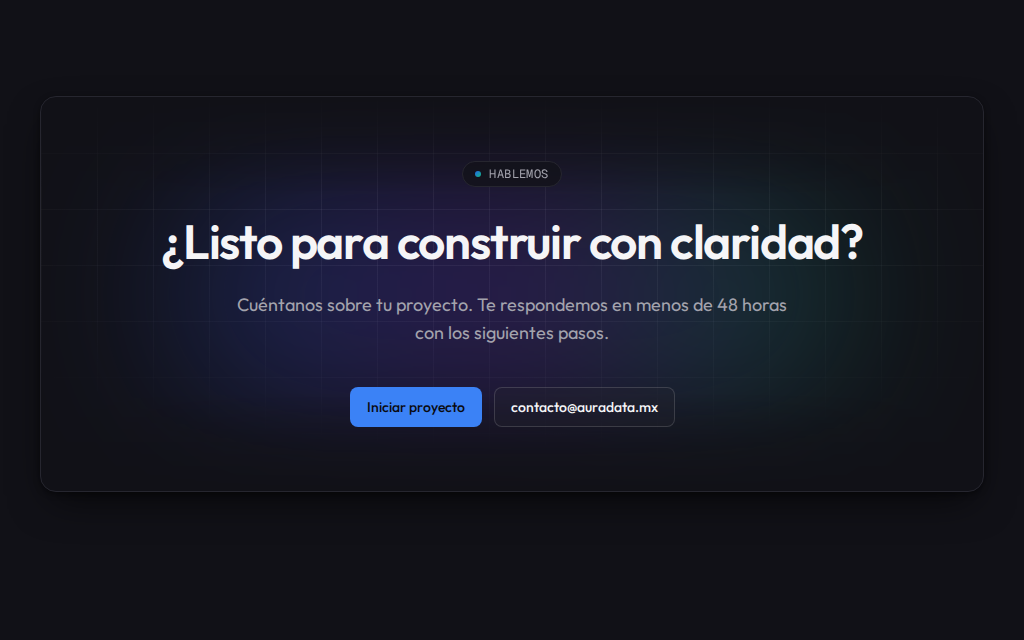 HABLEMOS
¿Listo para construir con claridad?
Cuéntanos sobre tu proyecto. Te respondemos en menos de 48 horas
con los siguientes pasos.
Iniciar proyecto
contacto@auradata.mx